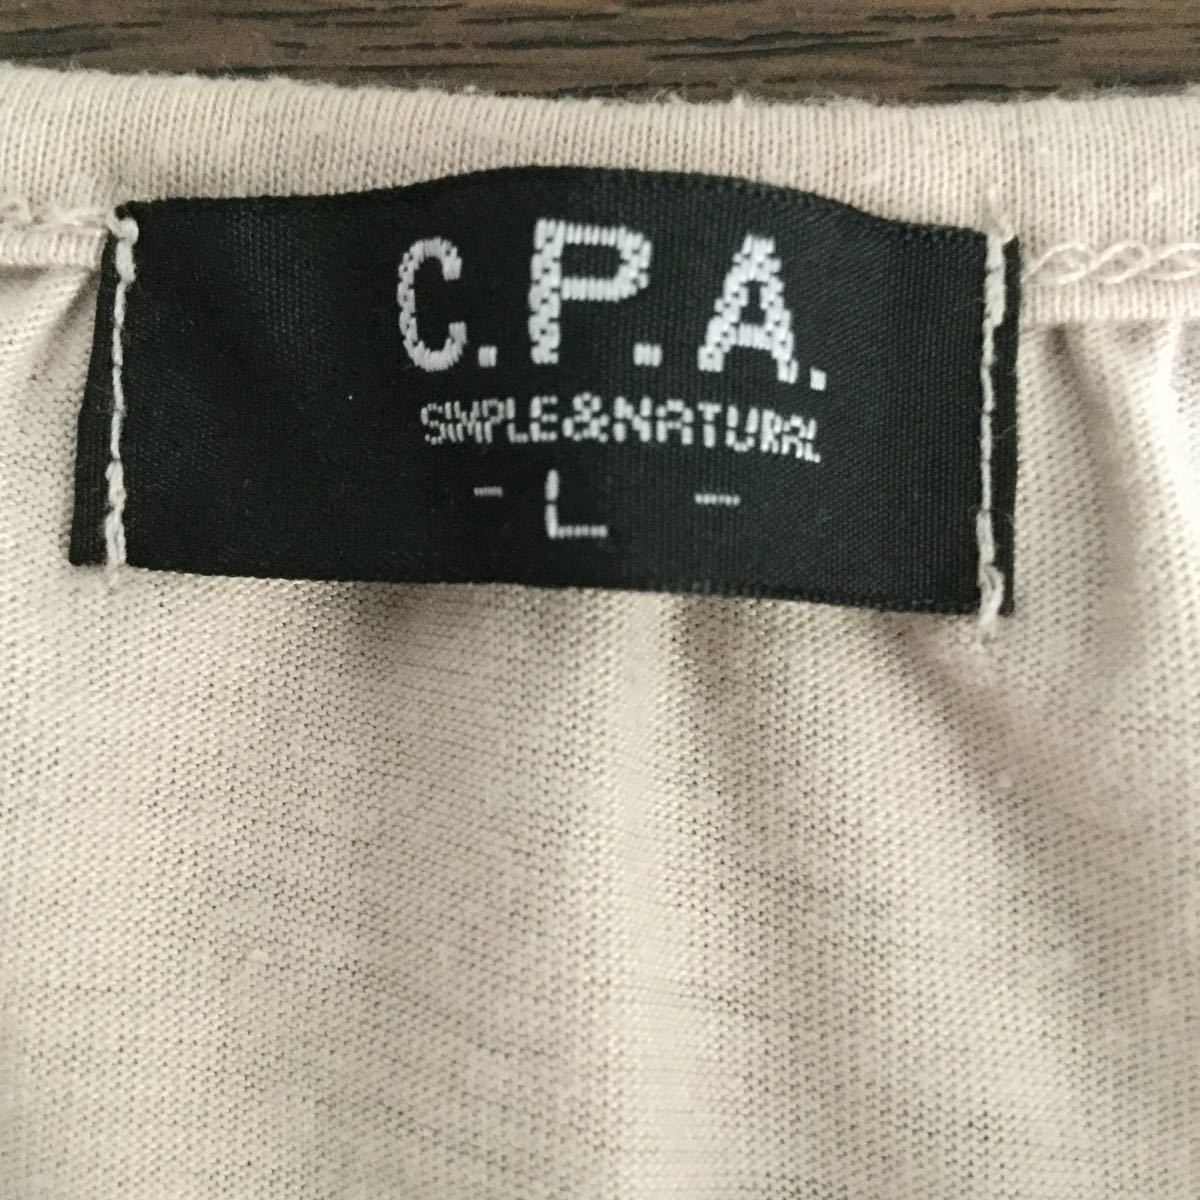 C.P.A.
SIMPLE&NATURAL
- L -